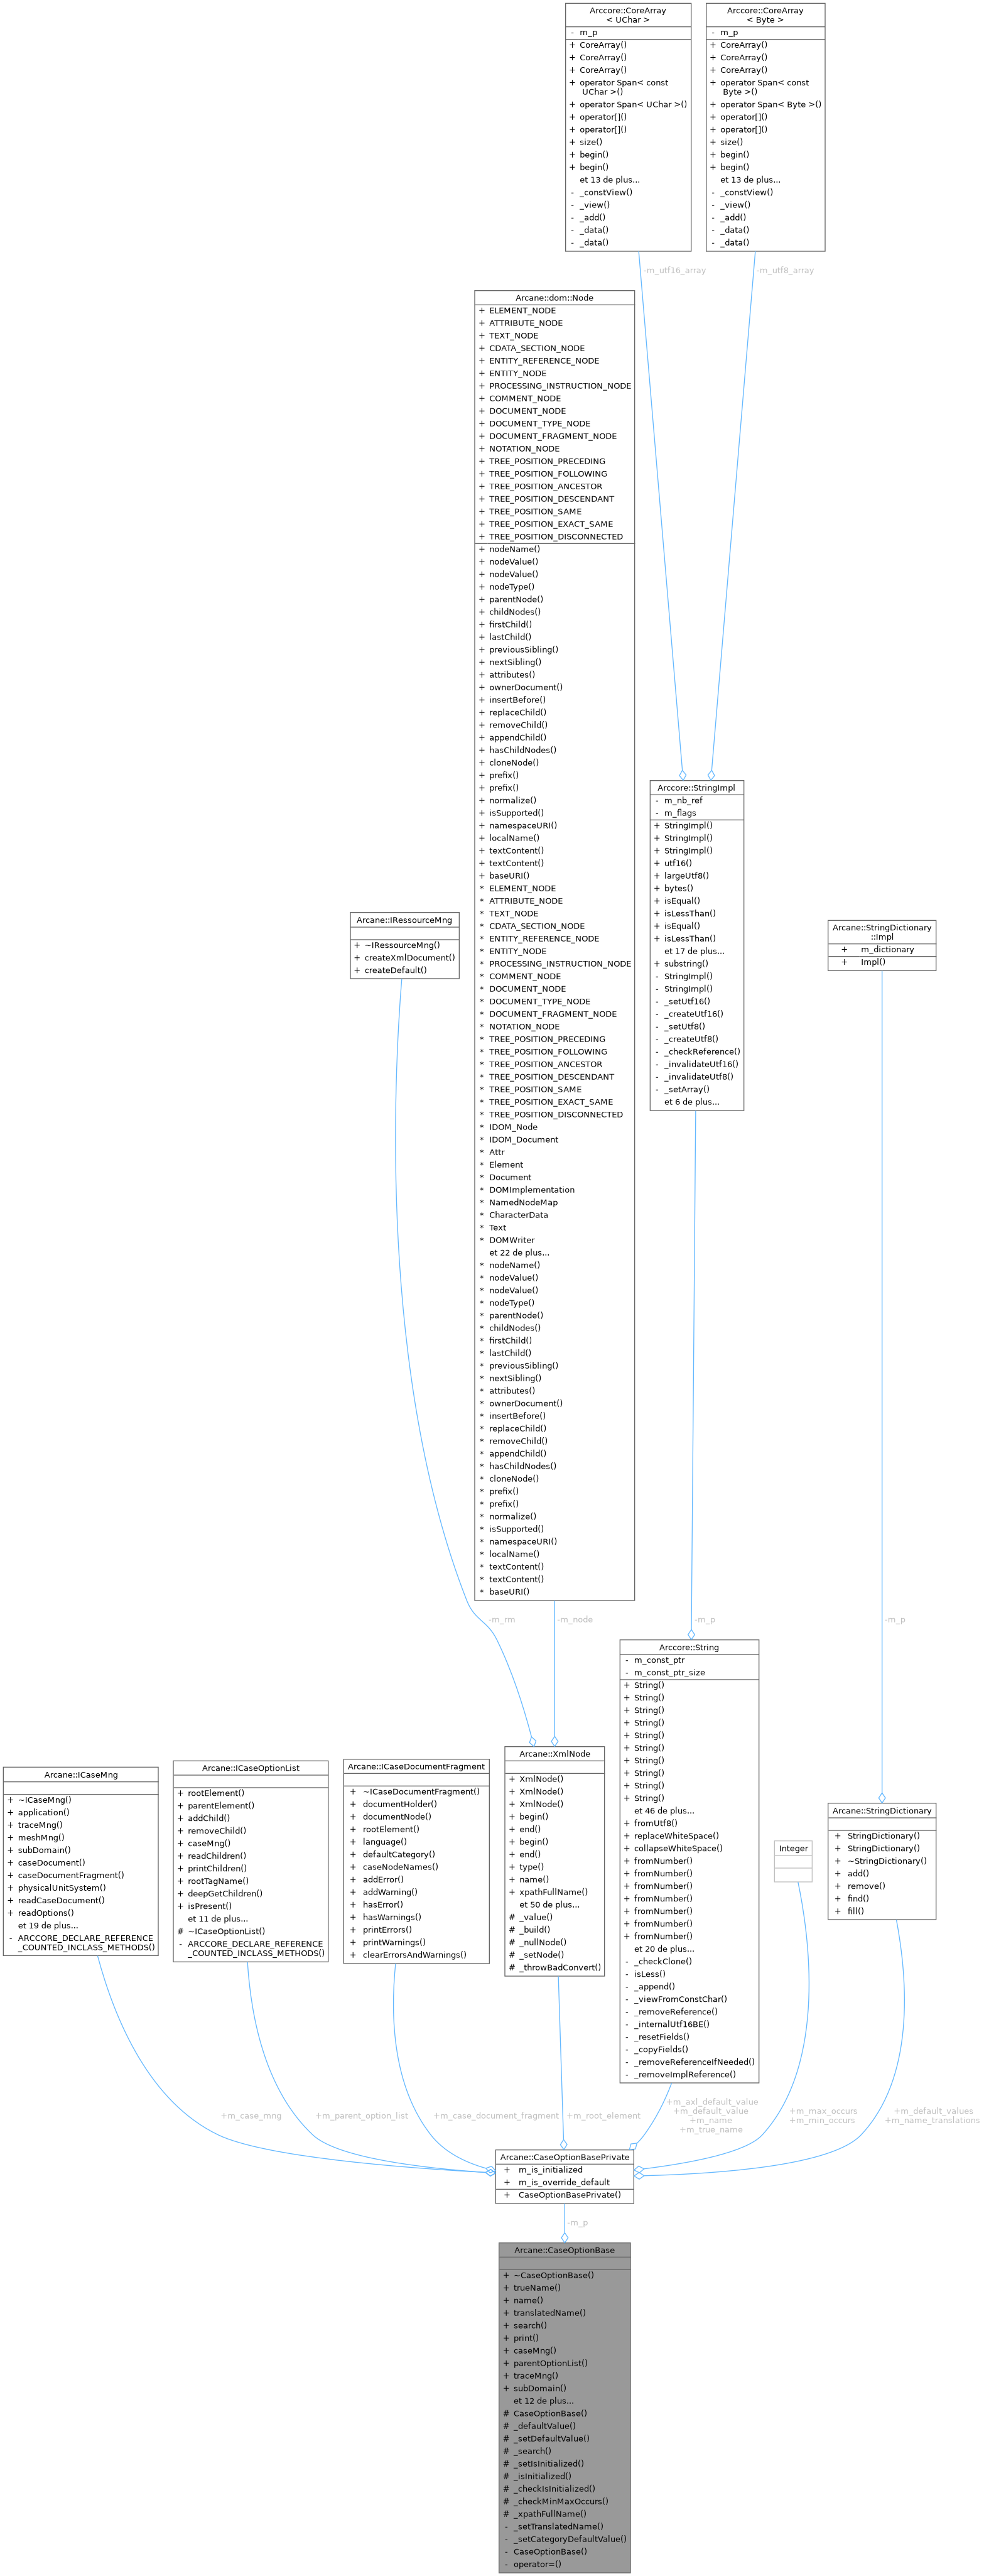 Arccore::CoreArray
< UChar >
- m_p
+ CoreArray()
+ CoreArray()
+ CoreArray()
+ operator Span< const
UChar >()
+ operator Span< UChar >()
+ operator[]()
+ operator[]()
+ size()
+ begin()
+ begin()
et 13 de plus...
- _constView()
- _view()
- _add()
- _data()
- _data()
Arccore::CoreArray
< Byte >
- m_p
+ CoreArray()
+ CoreArray()
+ CoreArray()
+ operator Span< const
Byte >()
+ operator Span< Byte >()
+ operator[]()
+ operator[]()
+ size()
+ begin()
+ begin()
et 13 de plus...
- _constView()
- _view()
- _add()
- _data()
- _data()
-m_utf16_array
-m_utf8_array
Arcane::dom::Node
+ ELEMENT_NODE
+ ATTRIBUTE_NODE
+ TEXT_NODE
+ CDATA_SECTION_NODE
+ ENTITY_REFERENCE_NODE
+ ENTITY_NODE
+ PROCESSING_INSTRUCTION_NODE
+ COMMENT_NODE
+ DOCUMENT_NODE
+ DOCUMENT_TYPE_NODE
+ DOCUMENT_FRAGMENT_NODE
+ NOTATION_NODE
+ TREE_POSITION_PRECEDING
+ TREE_POSITION_FOLLOWING
+ TREE_POSITION_ANCESTOR
+ TREE_POSITION_DESCENDANT
+ TREE_POSITION_SAME
+ TREE_POSITION_EXACT_SAME
+ TREE_POSITION_DISCONNECTED
+ nodeName()
+ nodeValue()
+ nodeValue()
+ nodeType()
+ parentNode()
+ childNodes()
+ firstChild()
+ lastChild()
+ previousSibling()
+ nextSibling()
+ attributes()
+ ownerDocument()
+ insertBefore()
+ replaceChild()
+ removeChild()
+ appendChild()
+ hasChildNodes()
+ cloneNode()
+ prefix()
+ prefix()
+ normalize()
+ isSupported()
+ namespaceURI()
+ localName()
+ textContent()
+ textContent()
+ baseURI()
* ELEMENT_NODE
* ATTRIBUTE_NODE
* TEXT_NODE
* CDATA_SECTION_NODE
* ENTITY_REFERENCE_NODE
* ENTITY_NODE
* PROCESSING_INSTRUCTION_NODE
* COMMENT_NODE
* DOCUMENT_NODE
* DOCUMENT_TYPE_NODE
* DOCUMENT_FRAGMENT_NODE
* NOTATION_NODE
* TREE_POSITION_PRECEDING
* TREE_POSITION_FOLLOWING
* TREE_POSITION_ANCESTOR
* TREE_POSITION_DESCENDANT
* TREE_POSITION_SAME
* TREE_POSITION_EXACT_SAME
* TREE_POSITION_DISCONNECTED
* IDOM_Node
* IDOM_Document
* Attr
* Element
* Document
* DOMImplementation
* NamedNodeMap
* CharacterData
* Text
* DOMWriter
et 22 de plus...
* nodeName()
* nodeValue()
* nodeValue()
* nodeType()
* parentNode()
* childNodes()
* firstChild()
* lastChild()
* previousSibling()
* nextSibling()
* attributes()
* ownerDocument()
* insertBefore()
* replaceChild()
* removeChild()
* appendChild()
* hasChildNodes()
* cloneNode()
* prefix()
* prefix()
* normalize()
* isSupported()
* namespaceURI()
* localName()
* textContent()
* textContent()
* baseURI()
Arccore::StringImpl
- m_nb_ref
- m_flags
+ StringImpl()
+ StringImpl()
+ StringImpl()
+ utf16()
+ largeUtf8()
+ bytes()
+ isEqual()
+ isLessThan()
+ isEqual()
+ isLessThan()
et 17 de plus...
+ substring()
- StringImpl()
- StringImpl()
- _setUtf16()
- _createUtf16()
- _setUtf8()
- _createUtf8()
- _checkReference()
- _invalidateUtf16()
- _invalidateUtf8()
- _setArray()
et 6 de plus...
Arcane::IRessourceMng
+ ~IRessourceMng()
+ createXmlDocument()
+ createDefault()
Arcane::StringDictionary
::Impl
+ m_dictionary
+ Impl()
-m_rm
-m_node
-m_p
-m_p
Arccore::String
- m_const_ptr
- m_const_ptr_size
+ String()
+ String()
+ String()
+ String()
+ String()
+ String()
+ String()
+ String()
+ String()
+ String()
et 46 de plus...
+ fromUtf8()
+ replaceWhiteSpace()
+ collapseWhiteSpace()
+ fromNumber()
+ fromNumber()
+ fromNumber()
+ fromNumber()
+ fromNumber()
+ fromNumber()
+ fromNumber()
et 20 de plus...
- _checkClone()
- isLess()
- _append()
- _viewFromConstChar()
- _removeReference()
- _internalUtf16BE()
- _resetFields()
- _copyFields()
- _removeReferenceIfNeeded()
- _removeImplReference()
Arcane::ICaseMng
+ ~ICaseMng()
+ application()
+ traceMng()
+ meshMng()
+ subDomain()
+ caseDocument()
+ caseDocumentFragment()
+ physicalUnitSystem()
+ readCaseDocument()
+ readOptions()
et 19 de plus...
- ARCCORE_DECLARE_REFERENCE
_COUNTED_INCLASS_METHODS()
Arcane::ICaseOptionList
+ rootElement()
+ parentElement()
+ addChild()
+ removeChild()
+ caseMng()
+ readChildren()
+ printChildren()
+ rootTagName()
+ deepGetChildren()
+ isPresent()
et 11 de plus...
# ~ICaseOptionList()
- ARCCORE_DECLARE_REFERENCE
_COUNTED_INCLASS_METHODS()
Arcane::ICaseDocumentFragment
+ ~ICaseDocumentFragment()
+ documentHolder()
+ documentNode()
+ rootElement()
+ language()
+ defaultCategory()
+ caseNodeNames()
+ addError()
+ addWarning()
+ hasError()
+ hasWarnings()
+ printErrors()
+ printWarnings()
+ clearErrorsAndWarnings()
Arcane::XmlNode
+ XmlNode()
+ XmlNode()
+ XmlNode()
+ begin()
+ end()
+ begin()
+ end()
+ type()
+ name()
+ xpathFullName()
et 50 de plus...
# _value()
# _build()
# _nullNode()
# _setNode()
# _throwBadConvert()
Integer
Arcane::StringDictionary
+ StringDictionary()
+ StringDictionary()
+ ~StringDictionary()
+ add()
+ remove()
+ find()
+ fill()
+m_case_mng
+m_parent_option_list
+m_case_document_fragment
+m_root_element
+m_axl_default_value
+m_default_value
+m_name
+m_true_name
+m_max_occurs
+m_min_occurs
+m_default_values
+m_name_translations
Arcane::CaseOptionBasePrivate
+ m_is_initialized
+ m_is_override_default
+ CaseOptionBasePrivate()
-m_p
Arcane::CaseOptionBase
+ ~CaseOptionBase()
+ trueName()
+ name()
+ translatedName()
+ search()
+ print()
+ caseMng()
+ parentOptionList()
+ traceMng()
+ subDomain()
et 12 de plus...
# CaseOptionBase()
# _defaultValue()
# _setDefaultValue()
# _search()
# _setIsInitialized()
# _isInitialized()
# _checkIsInitialized()
# _checkMinMaxOccurs()
# _xpathFullName()
- _setTranslatedName()
- _setCategoryDefaultValue()
- CaseOptionBase()
- operator=()